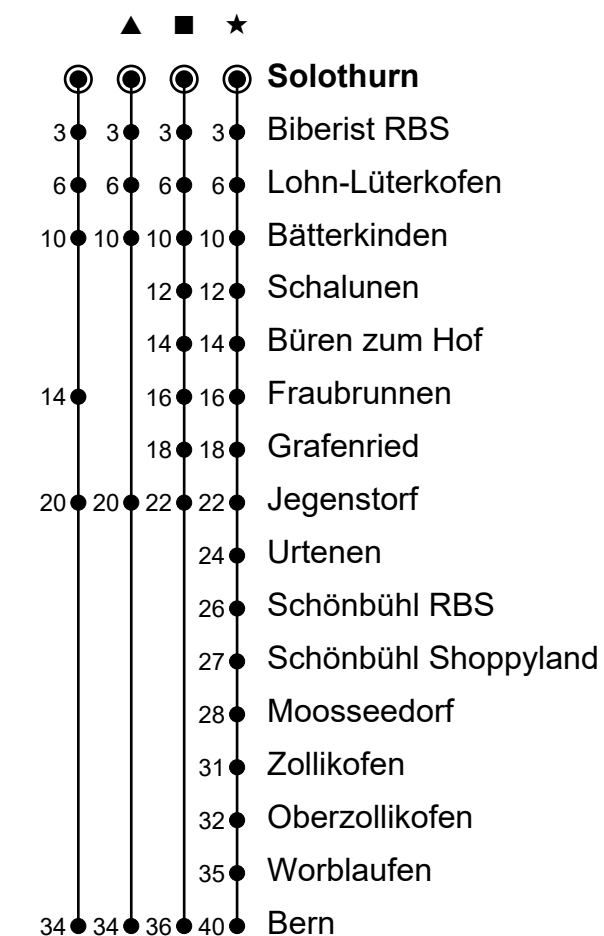 ▲ ■ ★
Solothurn
3 3 3 3 Biberist RBS
6 6 6 6 Lohn-Lüterkofen
10 10 10 10 Bätterkinden
12 12 Schalunen
14 14 Büren zum Hof
14 16 16 Fraubrunnen
18 18 Grafenried
20 20 22 22 Jegenstorf
24 Urtenen
26 Schönbühl RBS
27 Schönbühl Shoppyland
28 Moosseedorf
31 Zollikofen
32 Oberzollikofen
35 Worblaufen
34 34 36 40 Bern